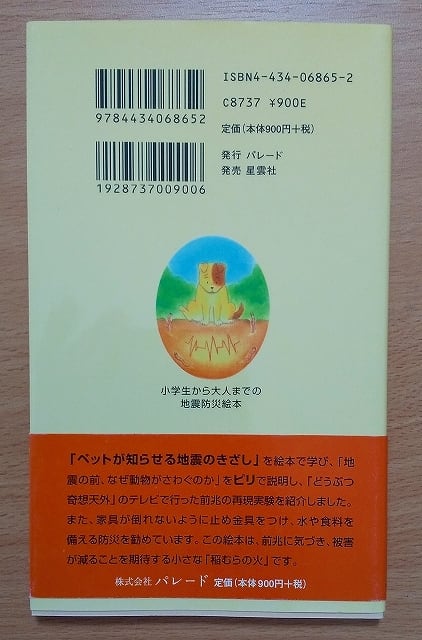 ISBN4-434-06865-2
C8737 ¥900E
9784434068652
定価(本体900円+税)
発行 パレード
発売 星雲社
1928737009006
小学生から大人までの
地震防災絵本
「ペットが知らせる地震のきざし」を絵本で学び、「地
震の前、なぜ動物がさわぐのか」をピリで説明し、「どうぶつ
奇想天外」のテレビで行った前兆の再現実験を紹介しました。
また、家具が倒れないように止め金具をつけ、水や食料を
備える防災を勧めています。この絵本は、前兆に気づき、被害
が減ることを期待する小さな「稲むらの火」です。
株式会社 パレード 定価(本体900円+税)